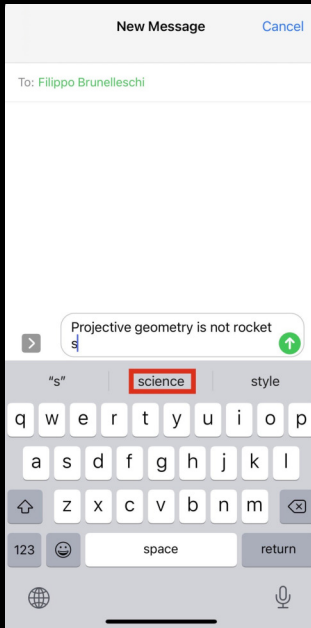 New Message Cancel
To: Filippo Brunelleschi
Projective geometry is not rocket
s
“s” science style
q w e r t y u i o p
a s d f g h j k l
z x c v b n m
123 space return